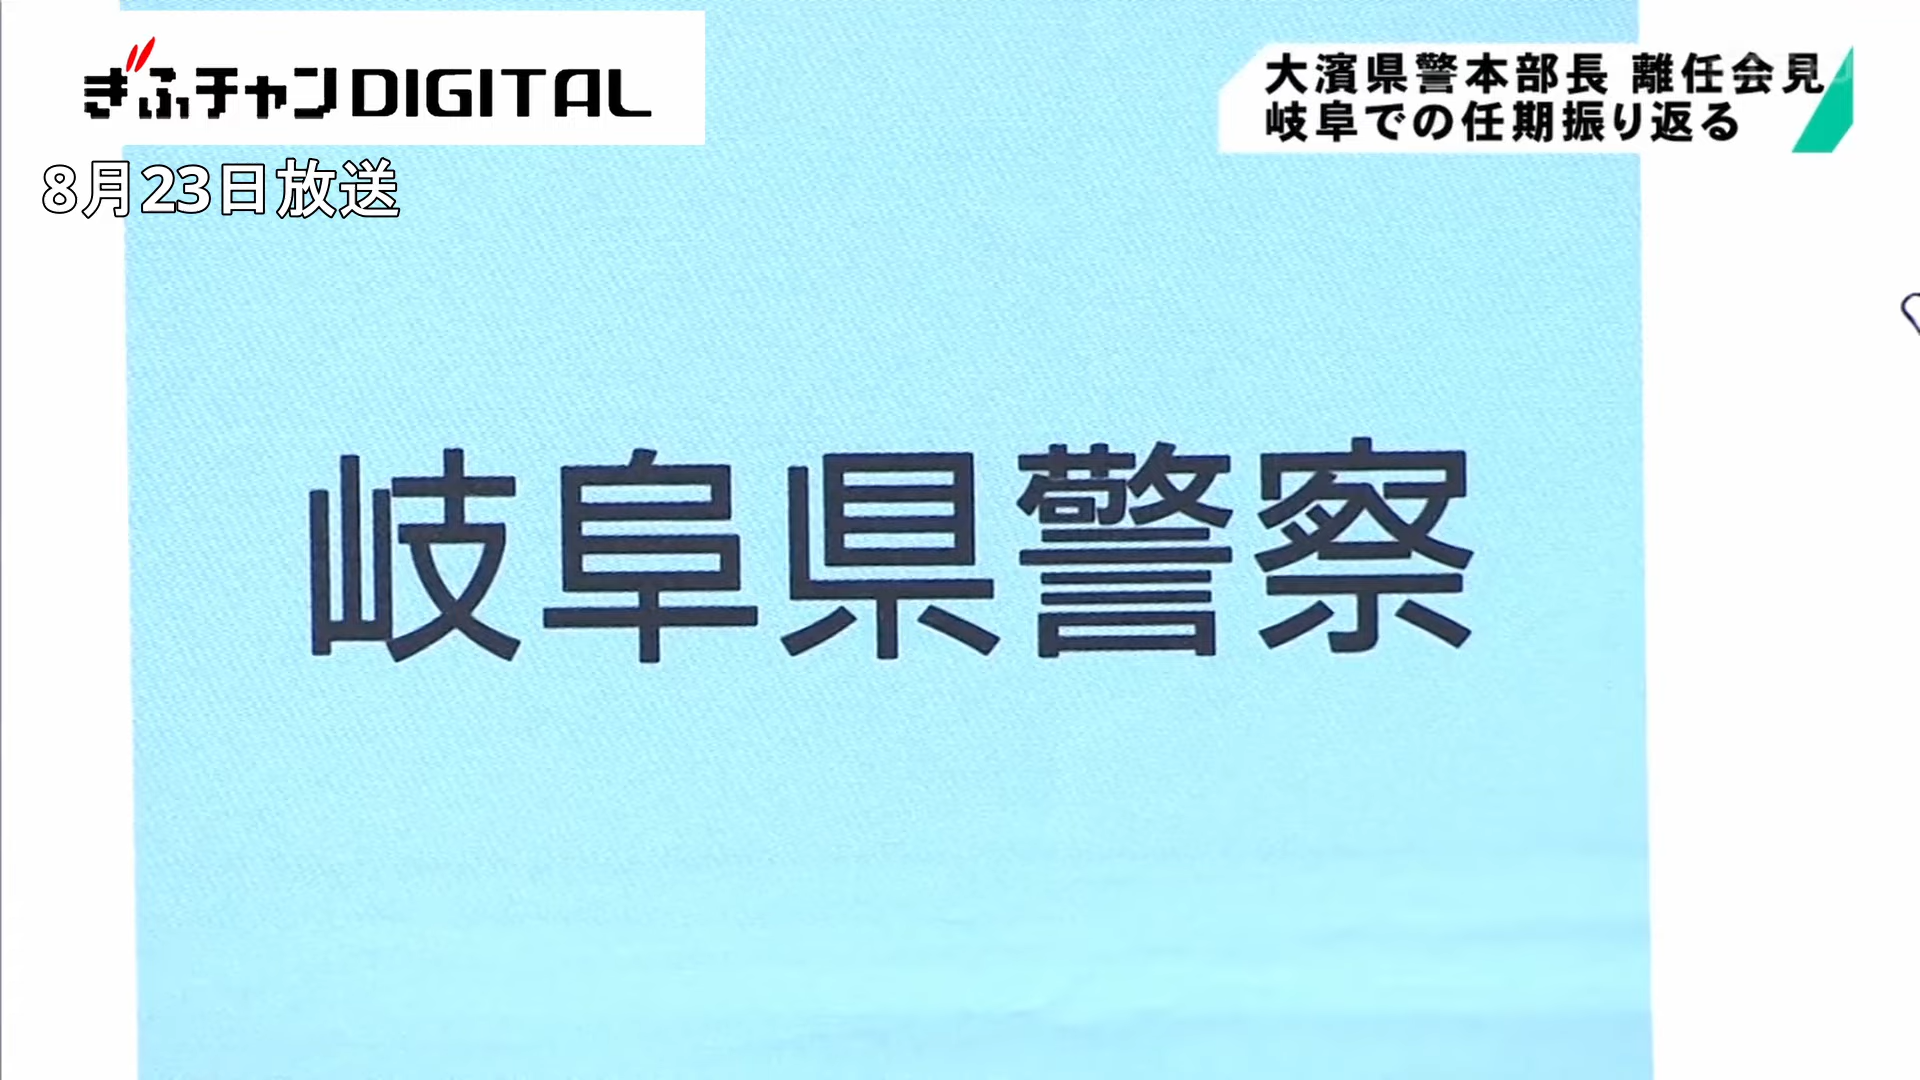 ぎふチャンDIGITAL
8月23日放送
大濱県警本部長 離任会見
岐阜での任期振り返る
岐阜県警察